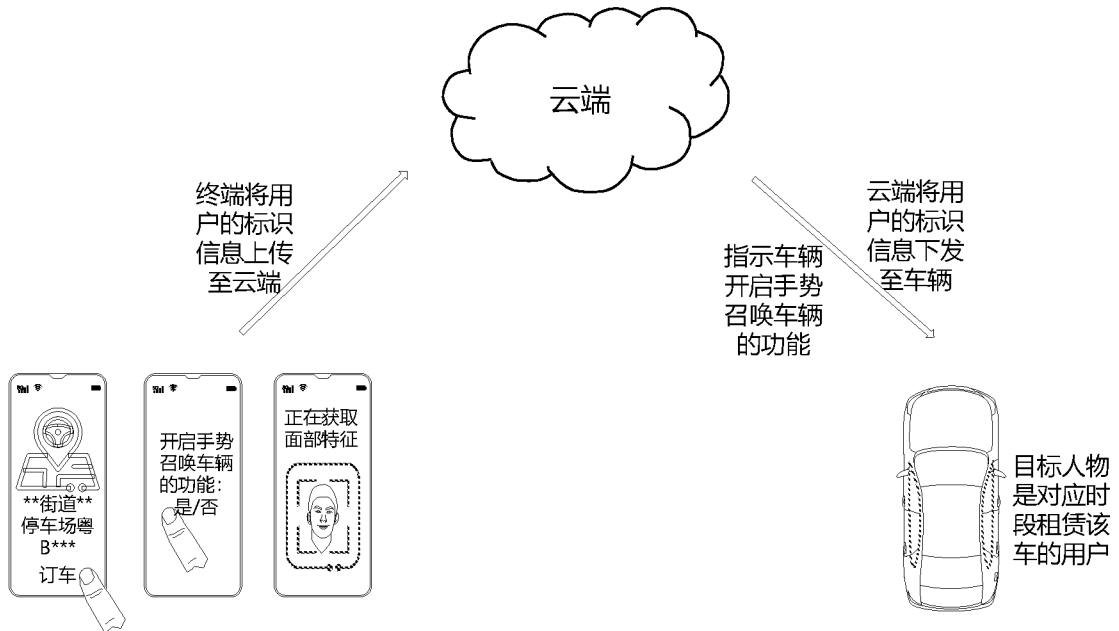 云端
终端将用
户的标识
信息上传
至云端
云端将用
户的标识
信息下发
至车辆
指示车辆
开启手势
召唤车辆
的功能
**街道**
停车场粤
B***
订车
开启手势
召唤车辆
的功能：
是/否
正在获取
面部特征
目标人物
是对应时
段租赁该
车的用户